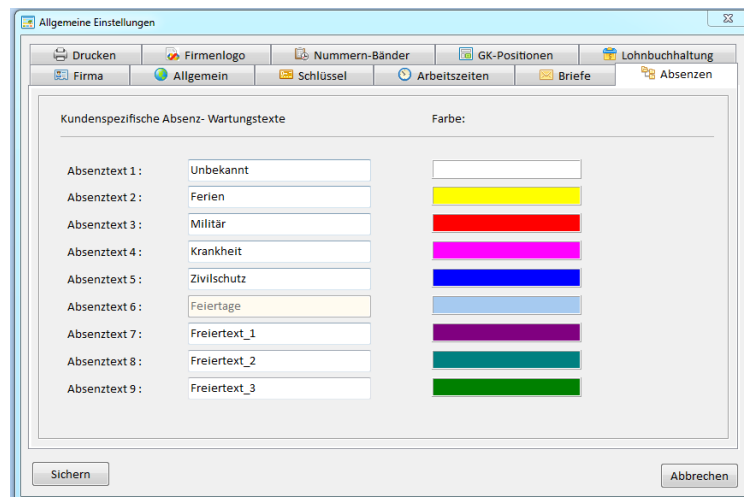 Allgemeine Einstellungen
Drucken Firmenlogo Nummern-Bänder GK-Positionen Lohnbuchhaltung
Firma Allgemein Schlüssel Arbeitszeiten Briefe Absenzen
Kundenspezifische Absenz- Wartungstexte Farbe:
Absenztext 1 : Unbekannt
Absenztext 2 : Ferien
Absenztext 3 : Militär
Absenztext 4 : Krankheit
Absenztext 5 : Zivilschutz
Absenztext 6 : Feiertage
Absenztext 7 : Freiertext_1
Absenztext 8 : Freiertext_2
Absenztext 9 : Freiertext_3
Sichern Abbrechen